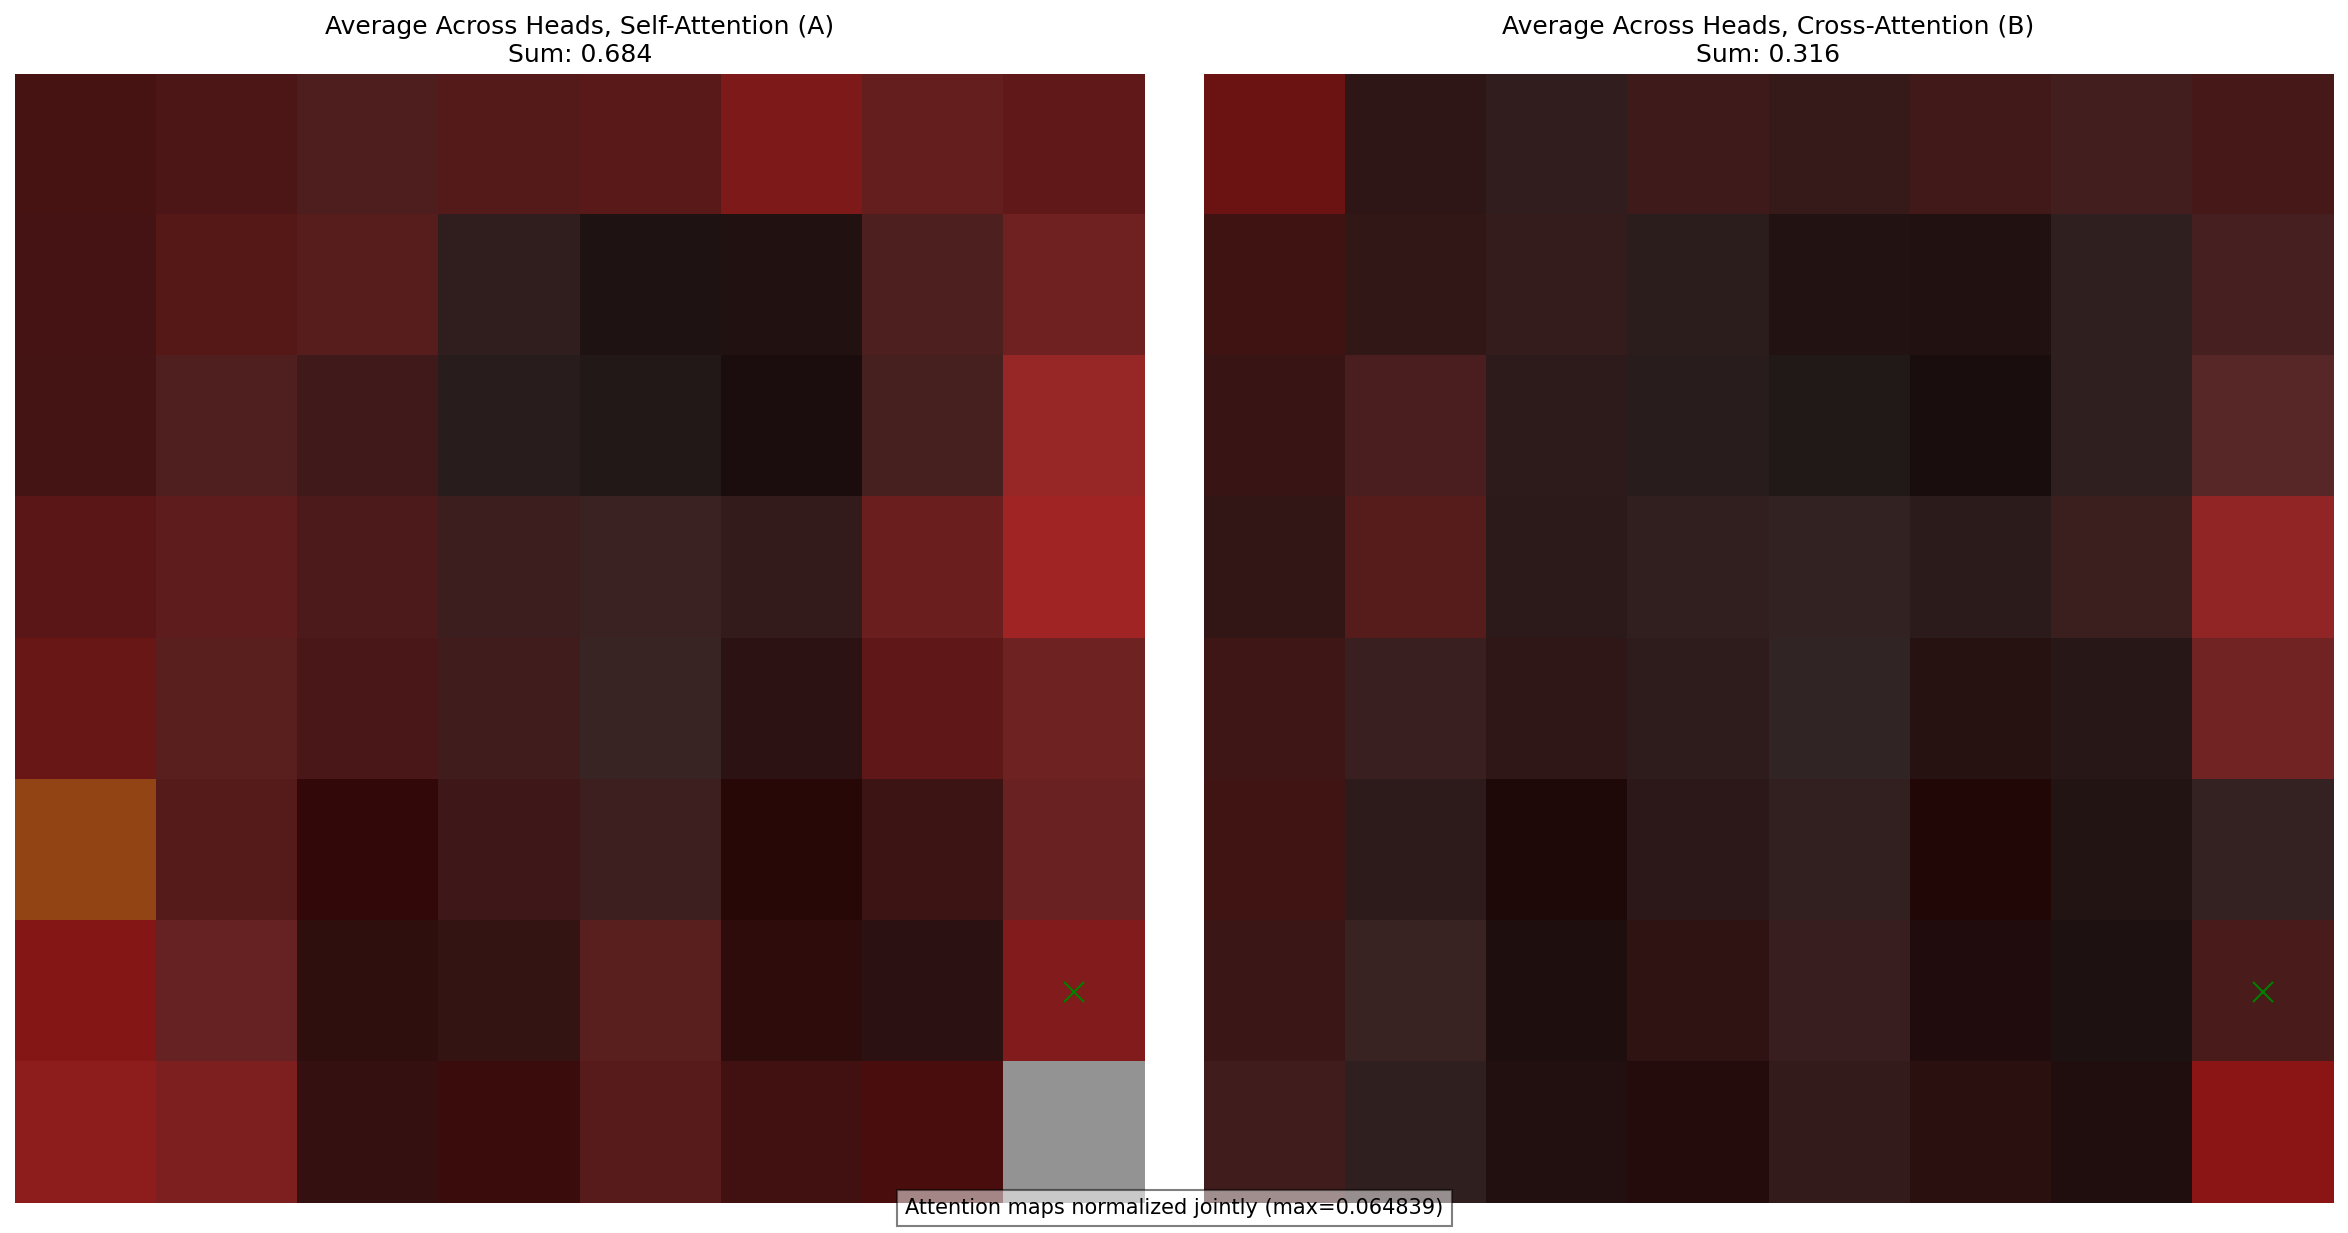 Average Across Heads, Self-Attention (A)
Sum: 0.684
Average Across Heads, Cross-Attention (B)
Sum: 0.316
Attention maps normalized jointly (max=0.064839)